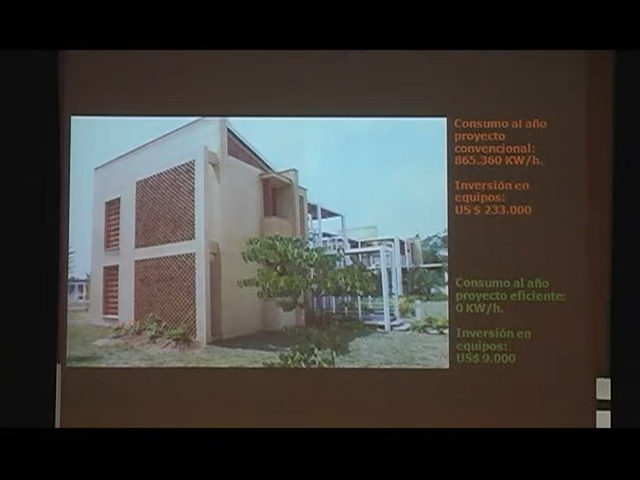 Consumo al año
proyecto
convencional:
865.360 KW/h.
Inversión en
equipos:
US$ 233.000
Consumo al año
proyecto eficiente:
0 KW/h.
Inversión en
equipos:
US$ 9.000